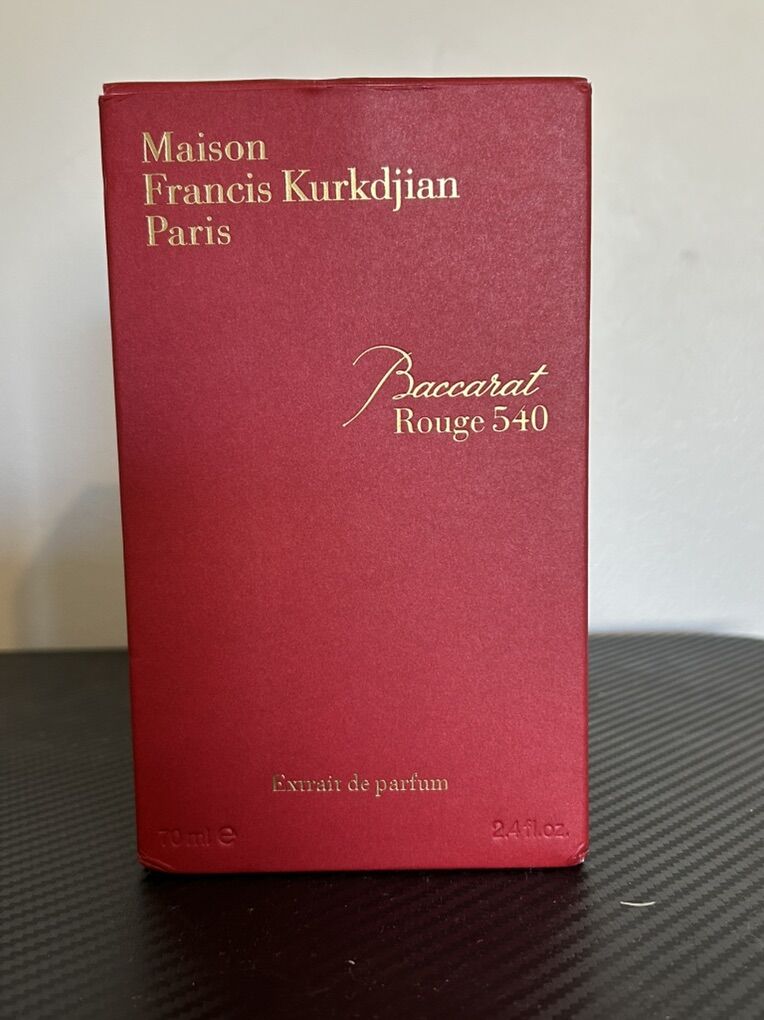 Maison
Francis Kurkdjian
Paris
Baccarat
Rouge 540
Extrait de parfum
70 ml ℮ 2.4 fl.oz.